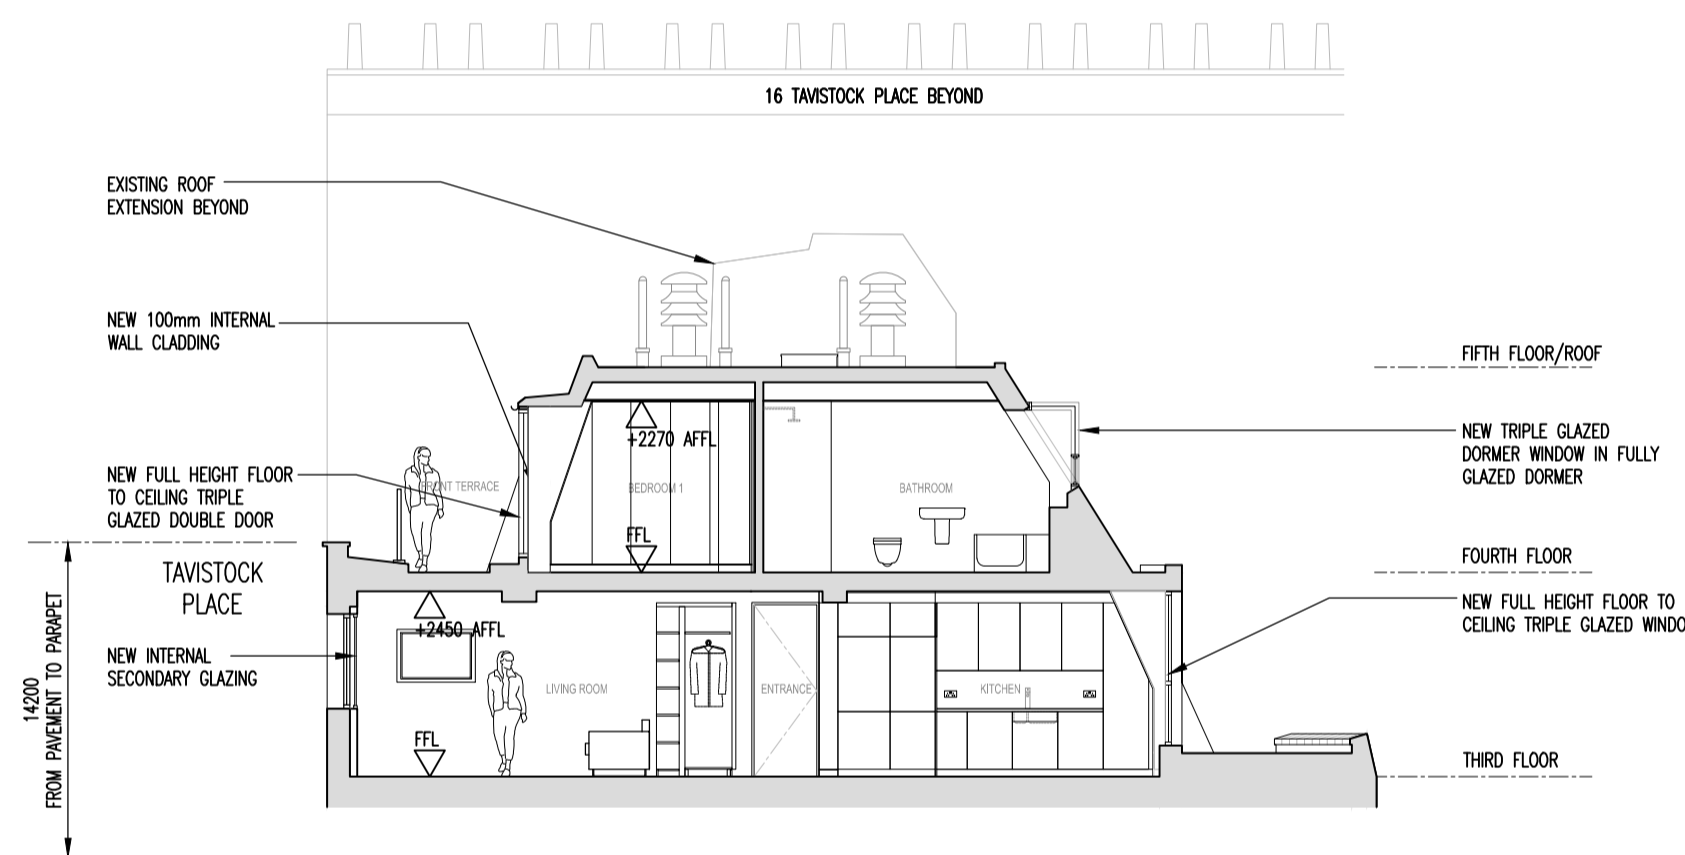 16 TAVISTOCK PLACE BEYOND
EXISTING ROOF
EXTENSION BEYOND
NEW 100mm INTERNAL
WALL CLADDING
NEW FULL HEIGHT FLOOR
TO CEILING TRIPLE
GLAZED DOUBLE DOOR
TAVISTOCK
PLACE
NEW INTERNAL
SECONDARY GLAZING
14200
FROM PAVEMENT TO PARAPET
FRONT TERRACE
+2270 AFFL
BEDROOM 1
FFL
BATHROOM
+2450 AFFL
LIVING ROOM
ENTRANCE
KITCHEN
FFL
FIFTH FLOOR/ROOF
NEW TRIPLE GLAZED
DORMER WINDOW IN FULLY
GLAZED DORMER
FOURTH FLOOR
NEW FULL HEIGHT FLOOR TO
CEILING TRIPLE GLAZED WINDO
THIRD FLOOR